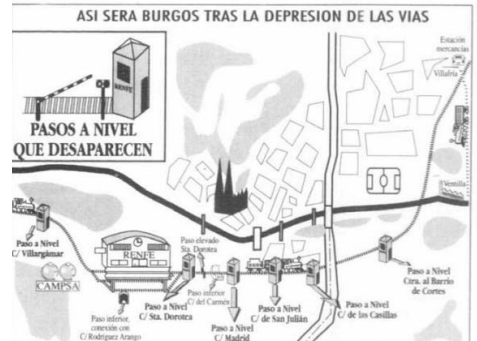 ASI SERA BURGOS TRAS LA DEPRESION DE LAS VIAS
RENFE
PASOS A NIVEL
QUE DESAPARECEN
Estación
mercancías
Villafría
Ventilla
Paso a Nivel
C/ Villargámar
CAMPSA
RENFE
Paso elevado
Sta. Dorotea
Paso inferior
C/ del Carmén
Paso inferior,
conexión con
C/ Rodriguez Arango
Paso a Nivel
C/ Sta. Dorotea
Paso a Nivel
C/ Madrid
Paso a Nivel
C/ de San Julián
Paso a Nivel
C/ de las Casillas
Paso a Nivel
Ctra. al Barrio
de Cortes